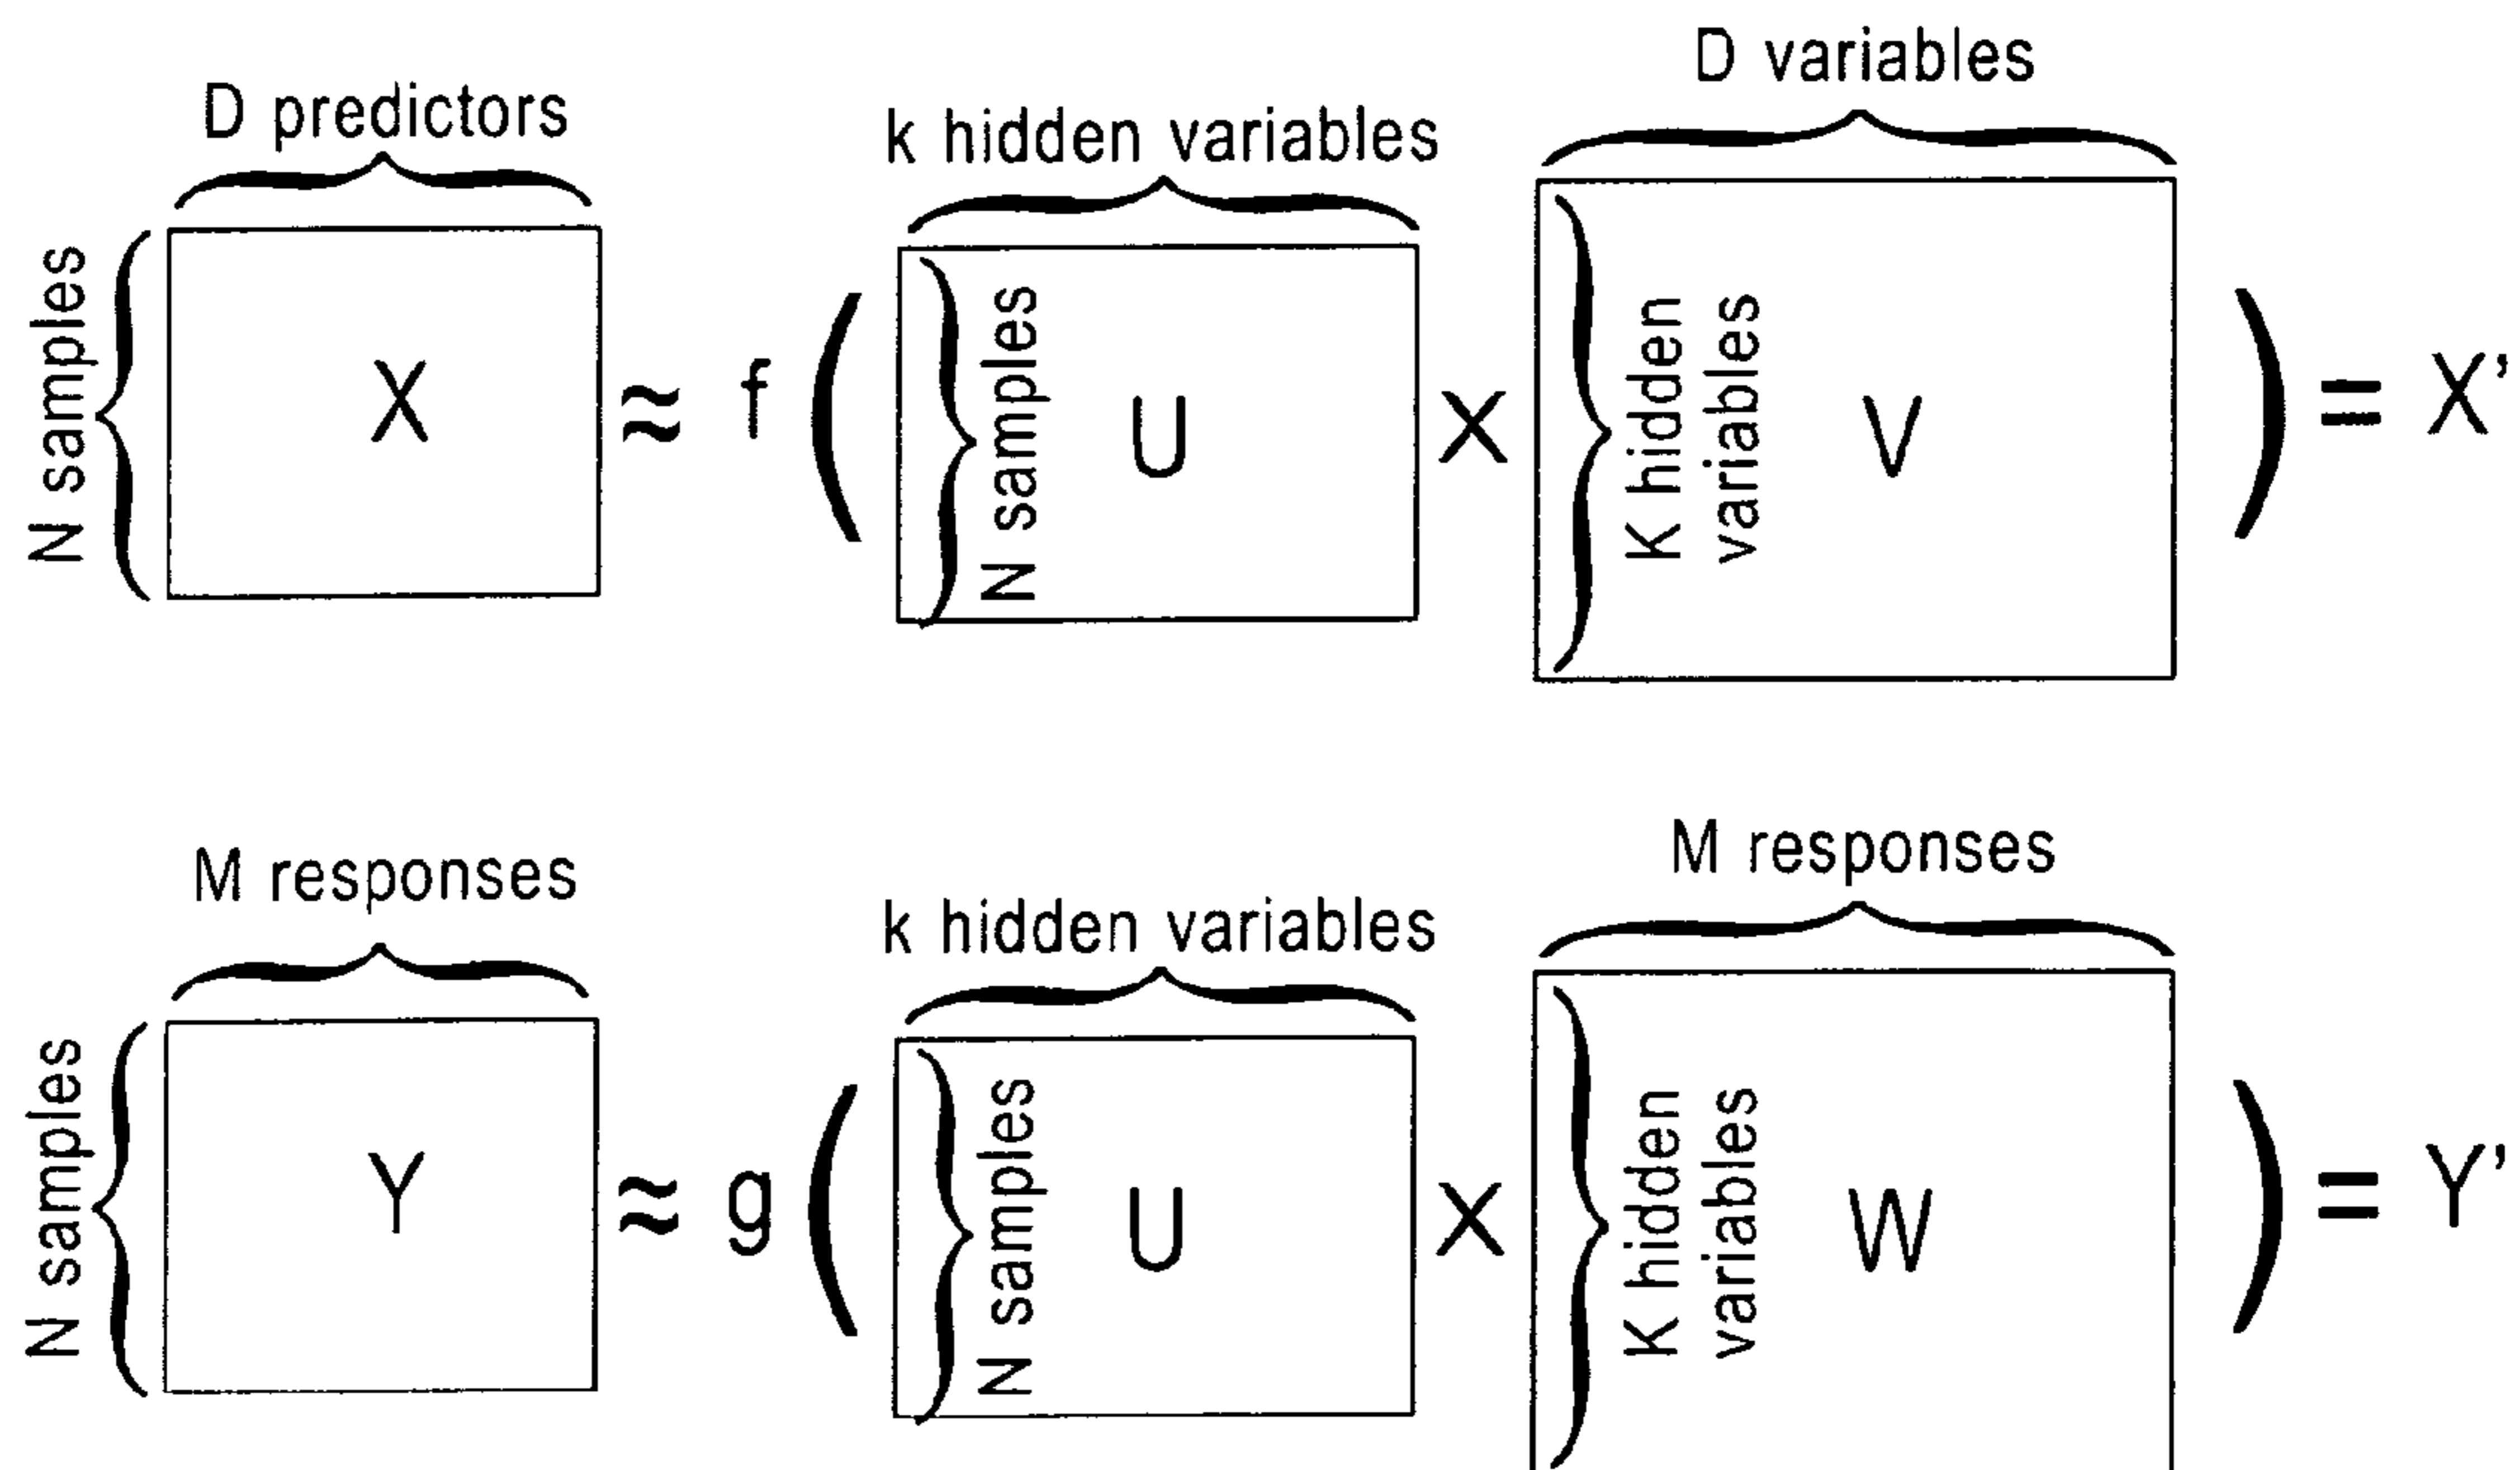 D variables
D predictors
k hidden variables
N samples
X
≈ f (
N samples
U
X
K hidden
variables
V
) = X'
M responses
M responses
k hidden variables
N samples
Y
≈ g (
N samples
U
X
K hidden
variables
W
) = Y'